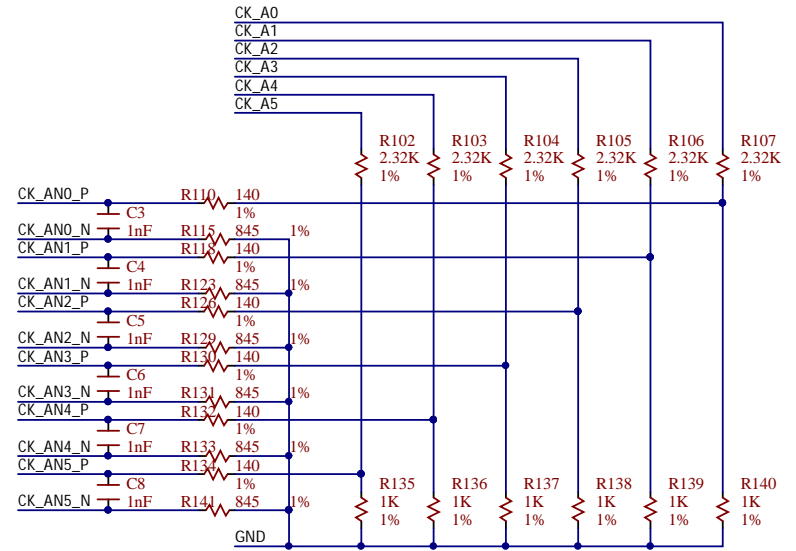 CK_A0
CK_A1
CK_A2
CK_A3
CK_A4
CK_A5
R102 R103 R104 R105 R106 R107
2.32K 2.32K 2.32K 2.32K 2.32K 2.32K
1% 1% 1% 1% 1% 1%
CK_AN0_P R110 140
C3 1%
CK_AN0_N 1nF R115 845 1%
CK_AN1_P R118 140
C4 1%
CK_AN1_N 1nF R123 845 1%
CK_AN2_P R126 140
C5 1%
CK_AN2_N 1nF R129 845 1%
CK_AN3_P R130 140
C6 1%
CK_AN3_N 1nF R131 845 1%
CK_AN4_P R132 140
C7 1%
CK_AN4_N 1nF R133 845 1%
CK_AN5_P R134 140
C8 1%
CK_AN5_N 1nF R141 845 1%
R135 R136 R137 R138 R139 R140
1K 1K 1K 1K 1K 1K
1% 1% 1% 1% 1% 1%
GND